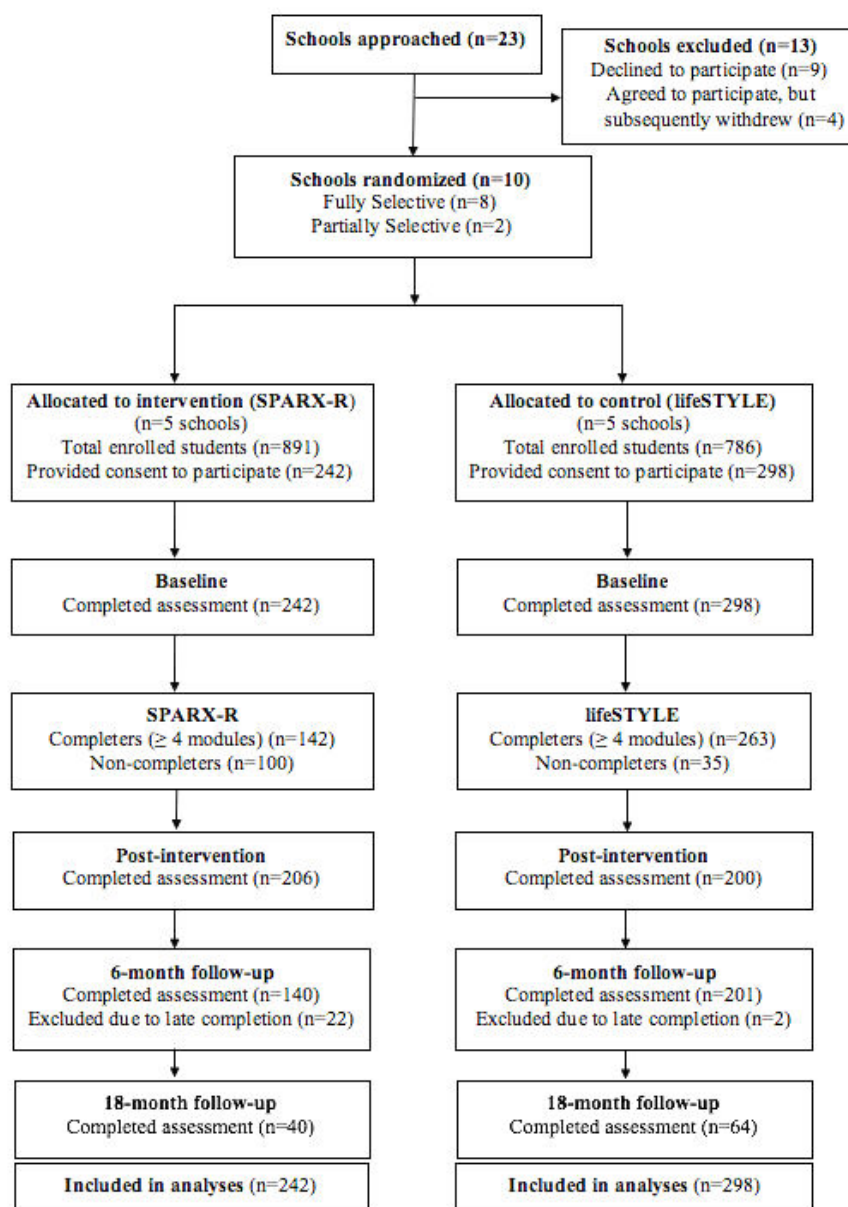 Schools approached (n=23)
Schools excluded (n=13)
Declined to participate (n=9)
Agreed to participate, but
subsequently withdrew (n=4)
Schools randomized (n=10)
Fully Selective (n=8)
Partially Selective (n=2)
Allocated to intervention (SPARX-R)
(n=5 schools)
Total enrolled students (n=891)
Provided consent to participate (n=242)
Allocated to control (lifeSTYLE)
(n=5 schools)
Total enrolled students (n=786)
Provided consent to participate (n=298)
Baseline
Completed assessment (n=242)
Baseline
Completed assessment (n=298)
SPARX-R
Completers (≥ 4 modules) (n=142)
Non-completers (n=100)
lifeSTYLE
Completers (≥ 4 modules) (n=263)
Non-completers (n=35)
Post-intervention
Completed assessment (n=206)
Post-intervention
Completed assessment (n=200)
6-month follow-up
Completed assessment (n=140)
Excluded due to late completion (n=22)
6-month follow-up
Completed assessment (n=201)
Excluded due to late completion (n=2)
18-month follow-up
Completed assessment (n=40)
18-month follow-up
Completed assessment (n=64)
Included in analyses (n=242)
Included in analyses (n=298)